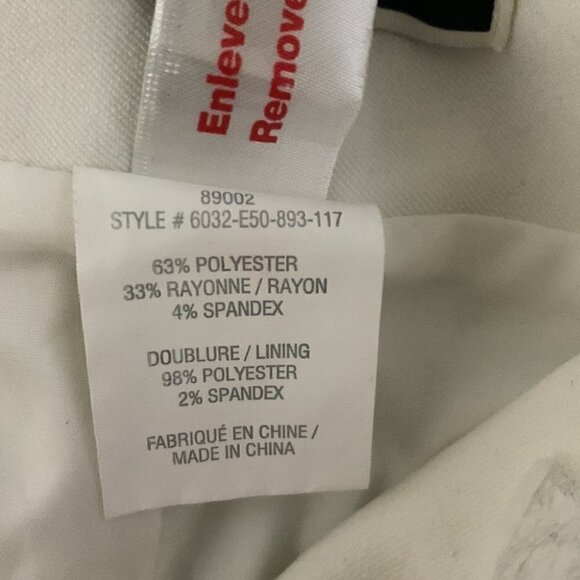 Enleve
Remove
89002
STYLE # 6032-E50-893-117
63% POLYESTER
33% RAYONNE / RAYON
4% SPANDEX
DOUBLURE / LINING
98% POLYESTER
2% SPANDEX
FABRIQUÉ EN CHINE /
MADE IN CHINA